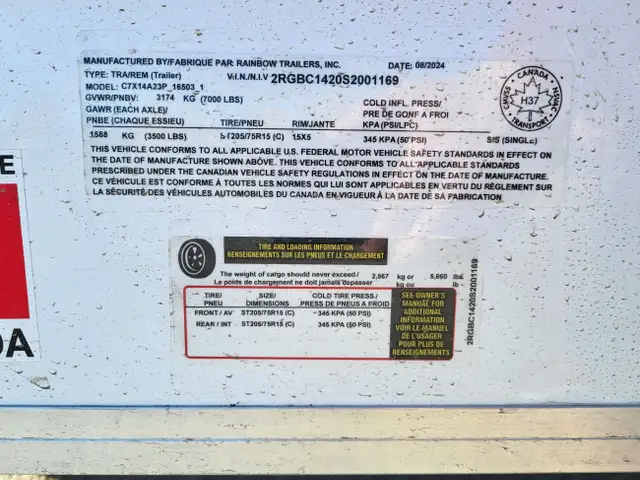 MANUFACTURED BY/FABRIQUE PAR: RAINBOW TRAILERS, INC. DATE: 08/2024
TYPE: TRA/REM (Trailer) V.I.N./N.I.V 2RGBC1420S2001169
MODEL: C7X14A23P_16503_1
GVWR/PNBV: 3174 KG (7000 LBS) COLD INFL. PRESS/
GAWR (EACH AXLE)/ PRE DE GONF A FROI
PNBE (CHAQUE ESSIEU) TIRE/PNEU RIM/JANTE KPA (PSI/LPC)
1588 KG (3500 LBS) ST205/75R15 (C) 15X5 345 KPA (50 PSI) S/S (SINGLE)
THIS VEHICLE CONFORMS TO ALL APPLICABLE U.S. FEDERAL MOTOR VEHICLE SAFETY STANDARDS IN EFFECT ON
THE DATE OF MANUFACTURE SHOWN ABOVE. THIS VEHICLE CONFORMS TO ALL APPLICABLE STANDARDS
PRESCRIBED UNDER THE CANADIAN VEHICLE SAFETY REGULATIONS IN EFFECT ON THE DATE OF MANUFACTURE.
CE VÉHICULE EST CONFORME À TOUTES LES NORMES QUI LUI SONT APPLICABLES EN VERTU DU RÈGLEMENT SUR
LA SÉCURITÉ DES VÉHICULES AUTOMOBILES DU CANADA EN VIGUEUR À LA DATE DE SA FABRICATION
CANADA
CMVSS H37 NSVAC
TRANSPORT
E
DA
TIRE AND LOADING INFORMATION
RENSEIGNEMENTS SUR LES PNEUS ET LE CHARGEMENT
The weight of cargo should never exceed / 2,567 kg or 5,660 lbs.
Le poids de chargement ne doit jamais depasser kg ou lb
TIRE/ SIZE/ COLD TIRE PRESS/
PNEU DIMENSIONS PRESS DE PNEUS A FROID
FRONT / AV ST205/75R15 (C) 345 KPA (50 PSI)
REAR / INT ST205/75R15 (C) 345 KPA (50 PSI)
SEE OWNER'S
MANUAL FOR
ADDITIONAL
INFORMATION
VOIR LE MANUEL
DE L'USAGER
POUR PLUS DE
RENSEIGNEMENTS
2RGBC1420S2001169
2RGBC1420S2001169